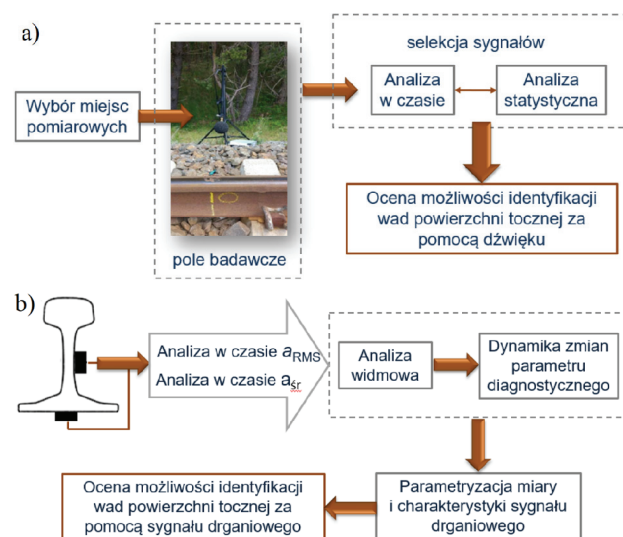 a)
selekcja sygnałów
Analiza
w czasie
Analiza
statystyczna
Wybór miejsc
pomiarowych
10
pole badawcze
Ocena możliwości identyfikacji
wad powierzchni tocznej za
pomocą dźwięku
b)
Analiza w czasie aRMS
Analiza w czasie aśr
Analiza
widmowa
Dynamika zmian
parametru
diagnostycznego
Ocena możliwości identyfikacji
wad powierzchni tocznej za
pomocą sygnału drganiowego
Parametryzacja miary
i charakterystyki sygnału
drganiowego